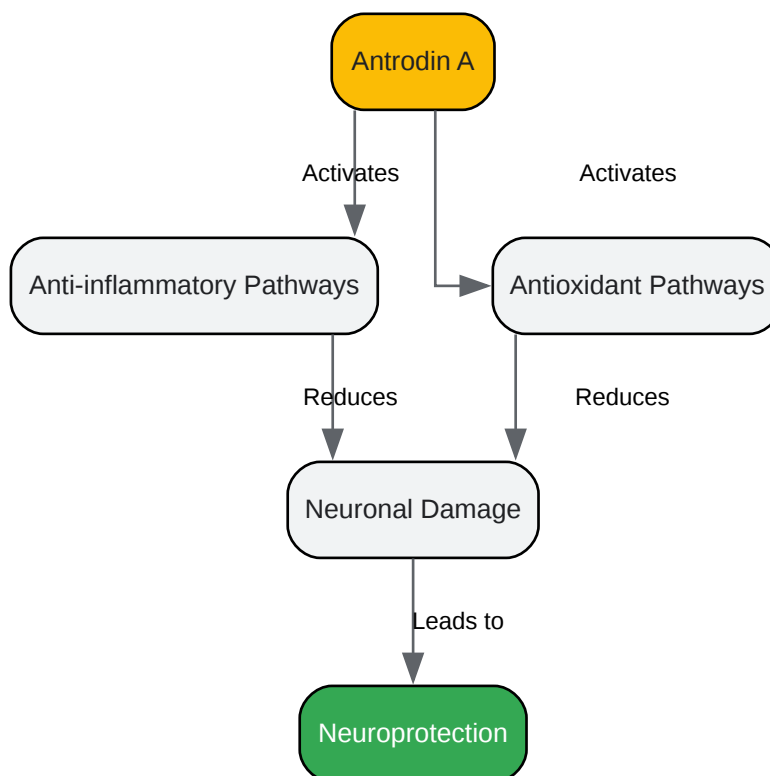 Antrodin A
Activates
Activates
Anti-inflammatory Pathways
Antioxidant Pathways
Reduces
Reduces
Neuronal Damage
Leads to
Neuroprotection